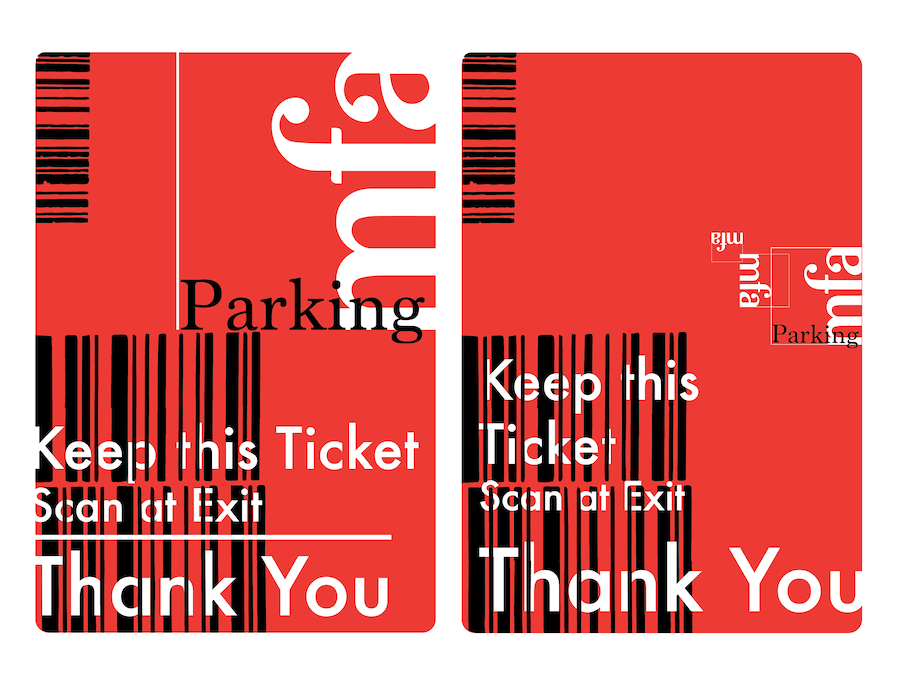 mfa
Parking
Keep this Ticket
Scan at Exit
Thank You
mfa
mfa
mfa
Parking
Keep this
Ticket
Scan at Exit
Thank You